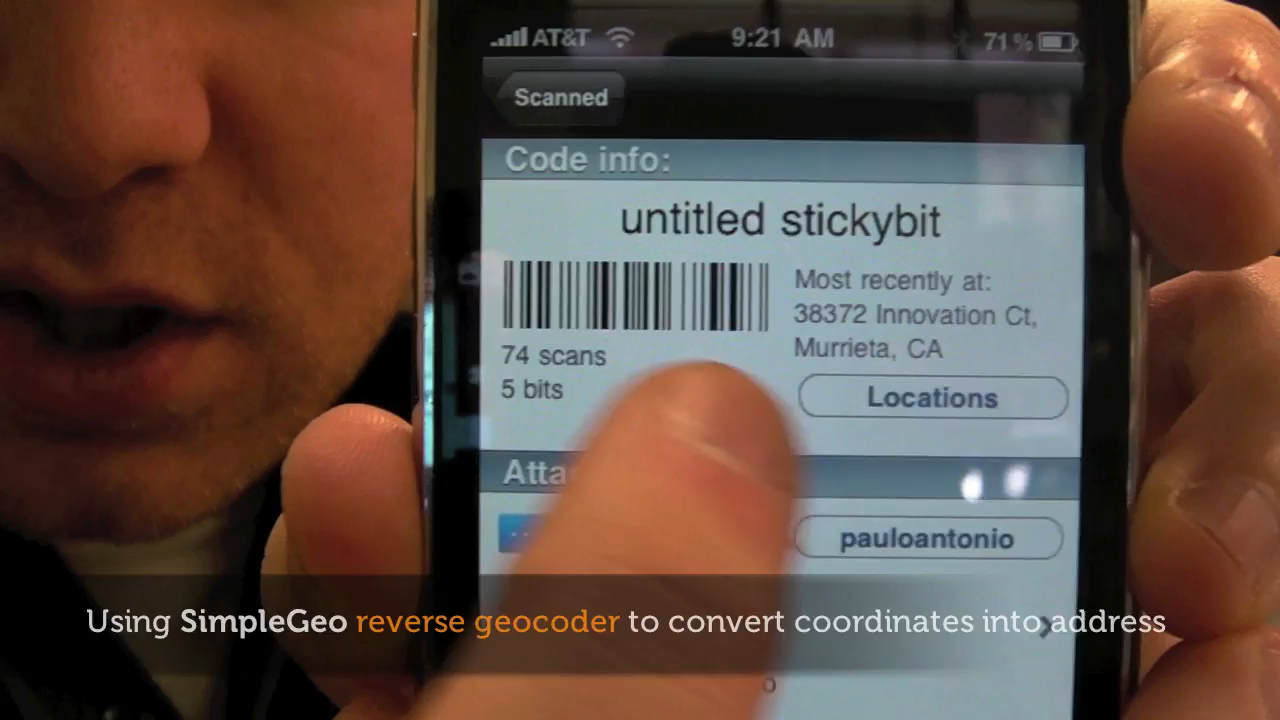 AT&T 9:21 AM 71%
Scanned
Code info:
untitled stickybit
Most recently at:
38372 Innovation Ct,
Murrieta, CA
74 scans
5 bits
Locations
pauloantonio
Using SimpleGeo reverse geocoder to convert coordinates into address